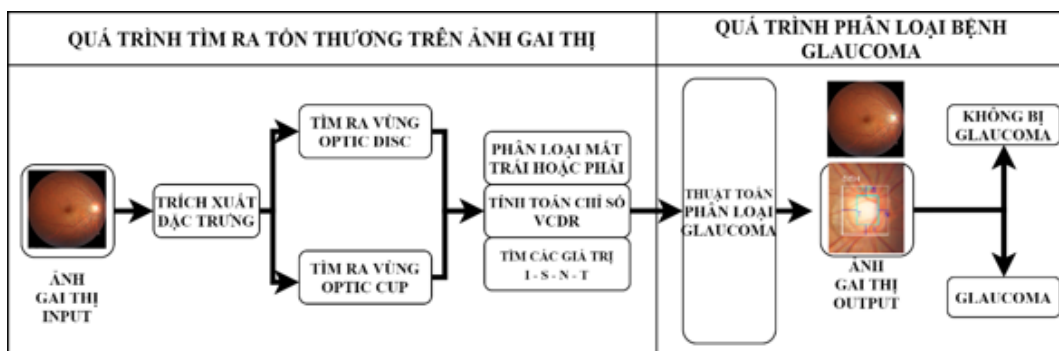 QUÁ TRÌNH TÌM RA TỔN THƯƠNG TRÊN ẢNH GAI THỊ
QUÁ TRÌNH PHÂN LOẠI BỆNH
GLAUCOMA
ẢNH
GAI THỊ
INPUT
TRÍCH XUẤT
ĐẶC TRƯNG
TÌM RA VÙNG
OPTIC DISC
TÌM RA VÙNG
OPTIC CUP
PHÂN LOẠI MẮT
TRÁI HOẶC PHẢI
TÍNH TOÁN CHỈ SỐ
VCDR
TÌM CÁC GIÁ TRỊ
I - S - N - T
THUẬT TOÁN
PHÂN LOẠI
GLAUCOMA
ẢNH
GAI THỊ
OUTPUT
KHÔNG BỊ
GLAUCOMA
GLAUCOMA